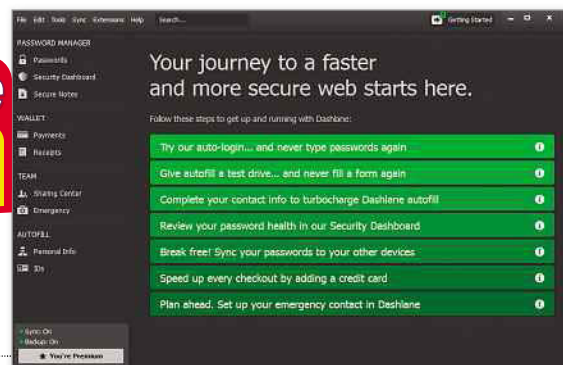 File Edit Tools Sync Extensions Help Search... Getting Started
PASSWORD MANAGER
Passwords
Security Dashboard
Secure Notes
WALLET
Payments
Receipts
TEAM
Sharing Center
Emergency
AUTOFILL
Personal Info
IDs
Sync: On
Backup: On
You're Premium
e
Your journey to a faster
and more secure web starts here.
Follow these steps to get up and running with Dashlane:
Try our auto-login... and never type passwords again
Give autofill a test drive... and never fill a form again
Complete your contact info to turbocharge Dashlane autofill
Review your password health in our Security Dashboard
Break free! Sync your passwords to your other devices
Speed up every checkout by adding a credit card
Plan ahead. Set up your emergency contact in Dashlane